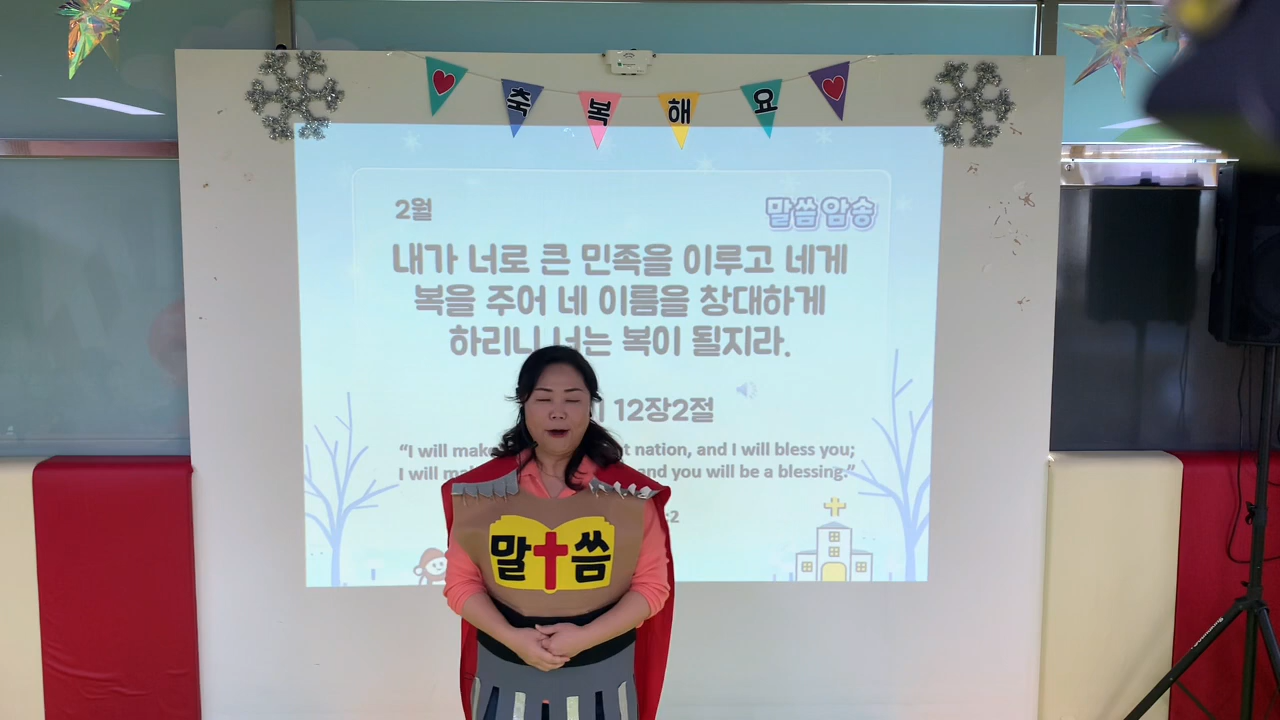 축복해요
2월
말씀암송
내가 너로 큰 민족을 이루고 네게
복을 주어 네 이름을 창대하게
하리니 너는 복이 될지라.
12장2절
“I will make nation, and I will bless you;
I will and you will be a blessing.”
말씀